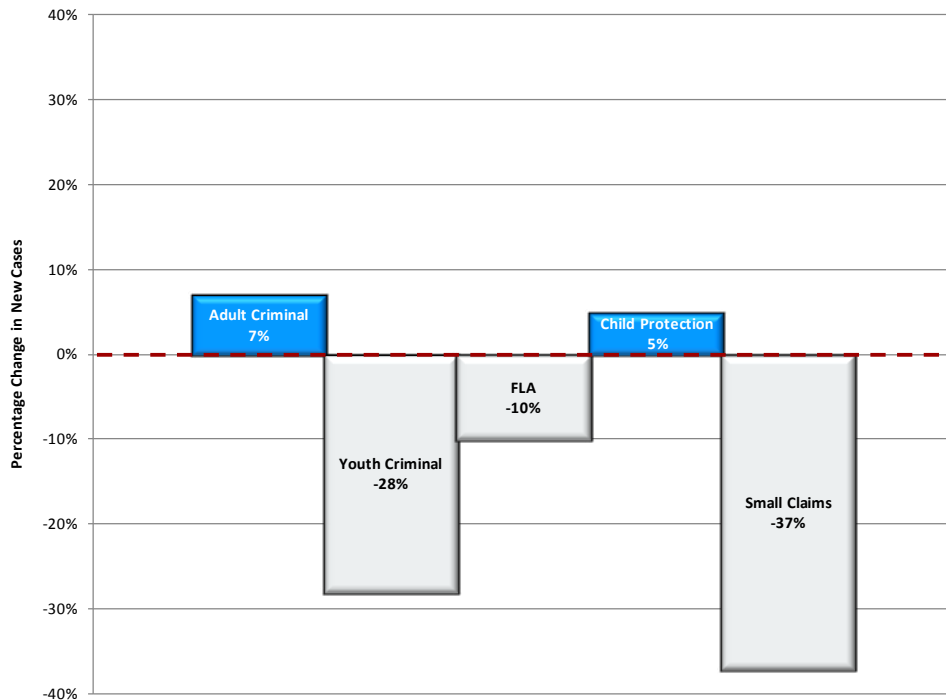 40%
30%
20%
10%
0%
-10%
-20%
-30%
-40%
Percentage Change in New Cases
Adult Criminal
7%
Youth Criminal
-28%
FLA
-10%
Child Protection
5%
Small Claims
-37%